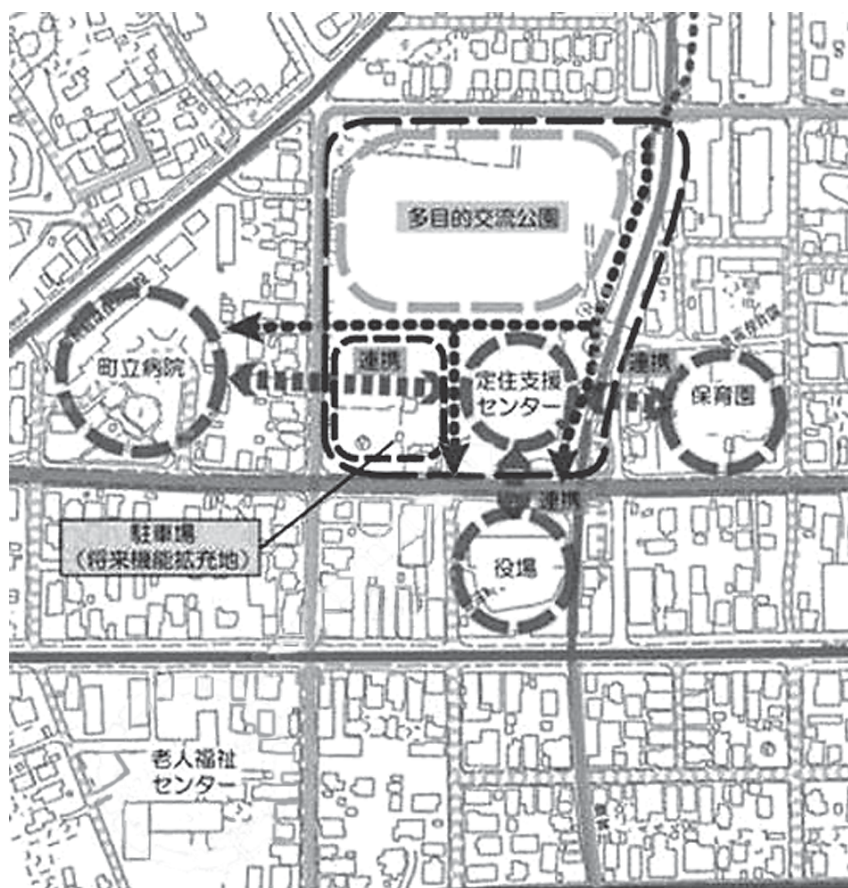 多目的交流公園
町立病院
連携
定住支援
センター
連携
保育園
連携
駐車場
(将来機能拡充地)
役場
老人福祉
センター